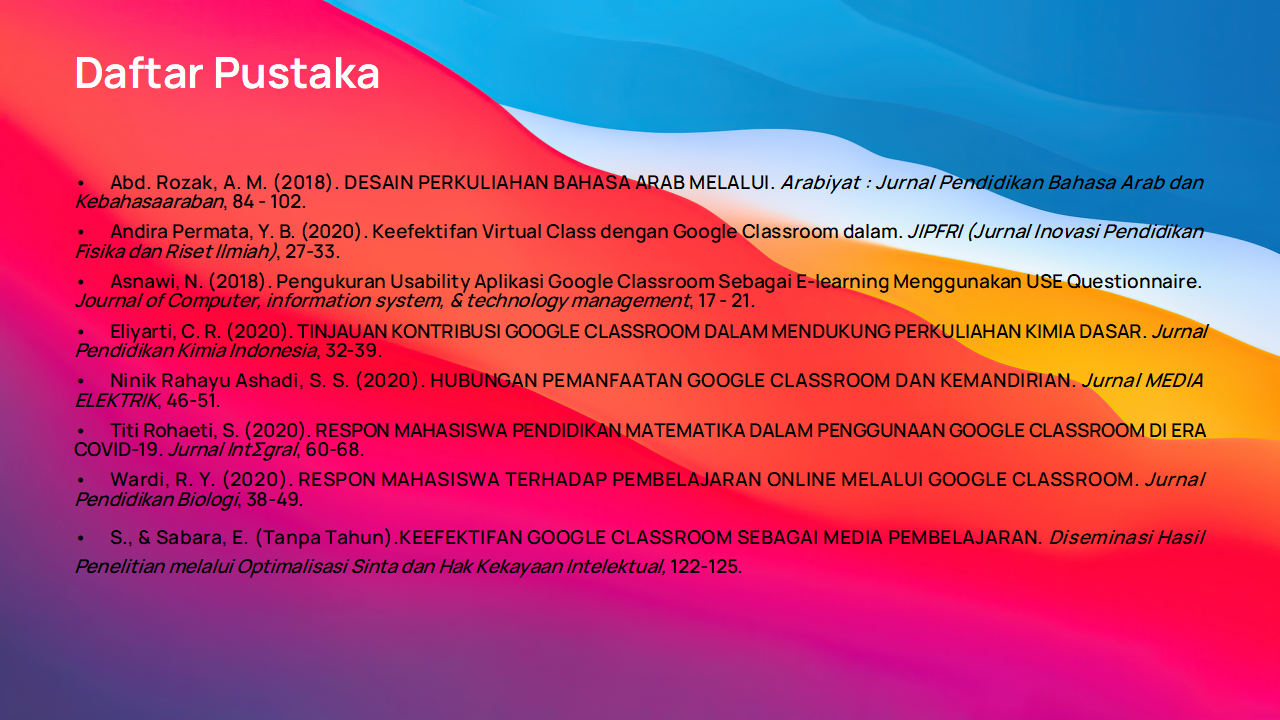 Daftar Pustaka
• Abd. Rozak, A. M. (2018). DESAIN PERKULIAHAN BAHASA ARAB MELALUI. Arabiyat : Jurnal Pendidikan Bahasa Arab dan
Kebahasaaraban, 84 - 102.
• Andira Permata, Y. B. (2020). Keefektifan Virtual Class dengan Google Classroom dalam. JIPFRI (Jurnal Inovasi Pendidikan
Fisika dan Riset Ilmiah), 27-33.
• Asnawi, N. (2018). Pengukuran Usability Aplikasi Google Classroom Sebagai E-learning Menggunakan USE Questionnaire.
Journal of Computer, information system, & technology management, 17 - 21.
• Eliyarti, C. R. (2020). TINJAUAN KONTRIBUSI GOOGLE CLASSROOM DALAM MENDUKUNG PERKULIAHAN KIMIA DASAR. Jurnal
Pendidikan Kimia Indonesia, 32-39.
• Ninik Rahayu Ashadi, S. S. (2020). HUBUNGAN PEMANFAATAN GOOGLE CLASSROOM DAN KEMANDIRIAN. Jurnal MEDIA
ELEKTRIK, 46-51.
• Titi Rohaeti, S. (2020). RESPON MAHASISWA PENDIDIKAN MATEMATIKA DALAM PENGGUNAAN GOOGLE CLASSROOM DI ERA
COVID-19. Jurnal IntΣgral, 60-68.
• Wardi, R. Y. (2020). RESPON MAHASISWA TERHADAP PEMBELAJARAN ONLINE MELALUI GOOGLE CLASSROOM. Jurnal
Pendidikan Biologi, 38-49.
• S., & Sabara, E. (Tanpa Tahun).KEEFEKTIFAN GOOGLE CLASSROOM SEBAGAI MEDIA PEMBELAJARAN. Diseminasi Hasil
Penelitian melalui Optimalisasi Sinta dan Hak Kekayaan Intelektual, 122-125.